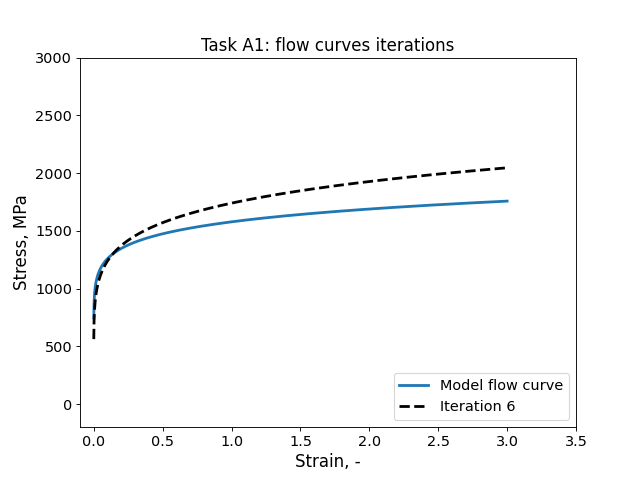 Task A1: flow curves iterations
3000
2500
2000
1500
1000
500
0
Stress, MPa
Model flow curve
Iteration 6
0.0 0.5 1.0 1.5 2.0 2.5 3.0 3.5
Strain, -